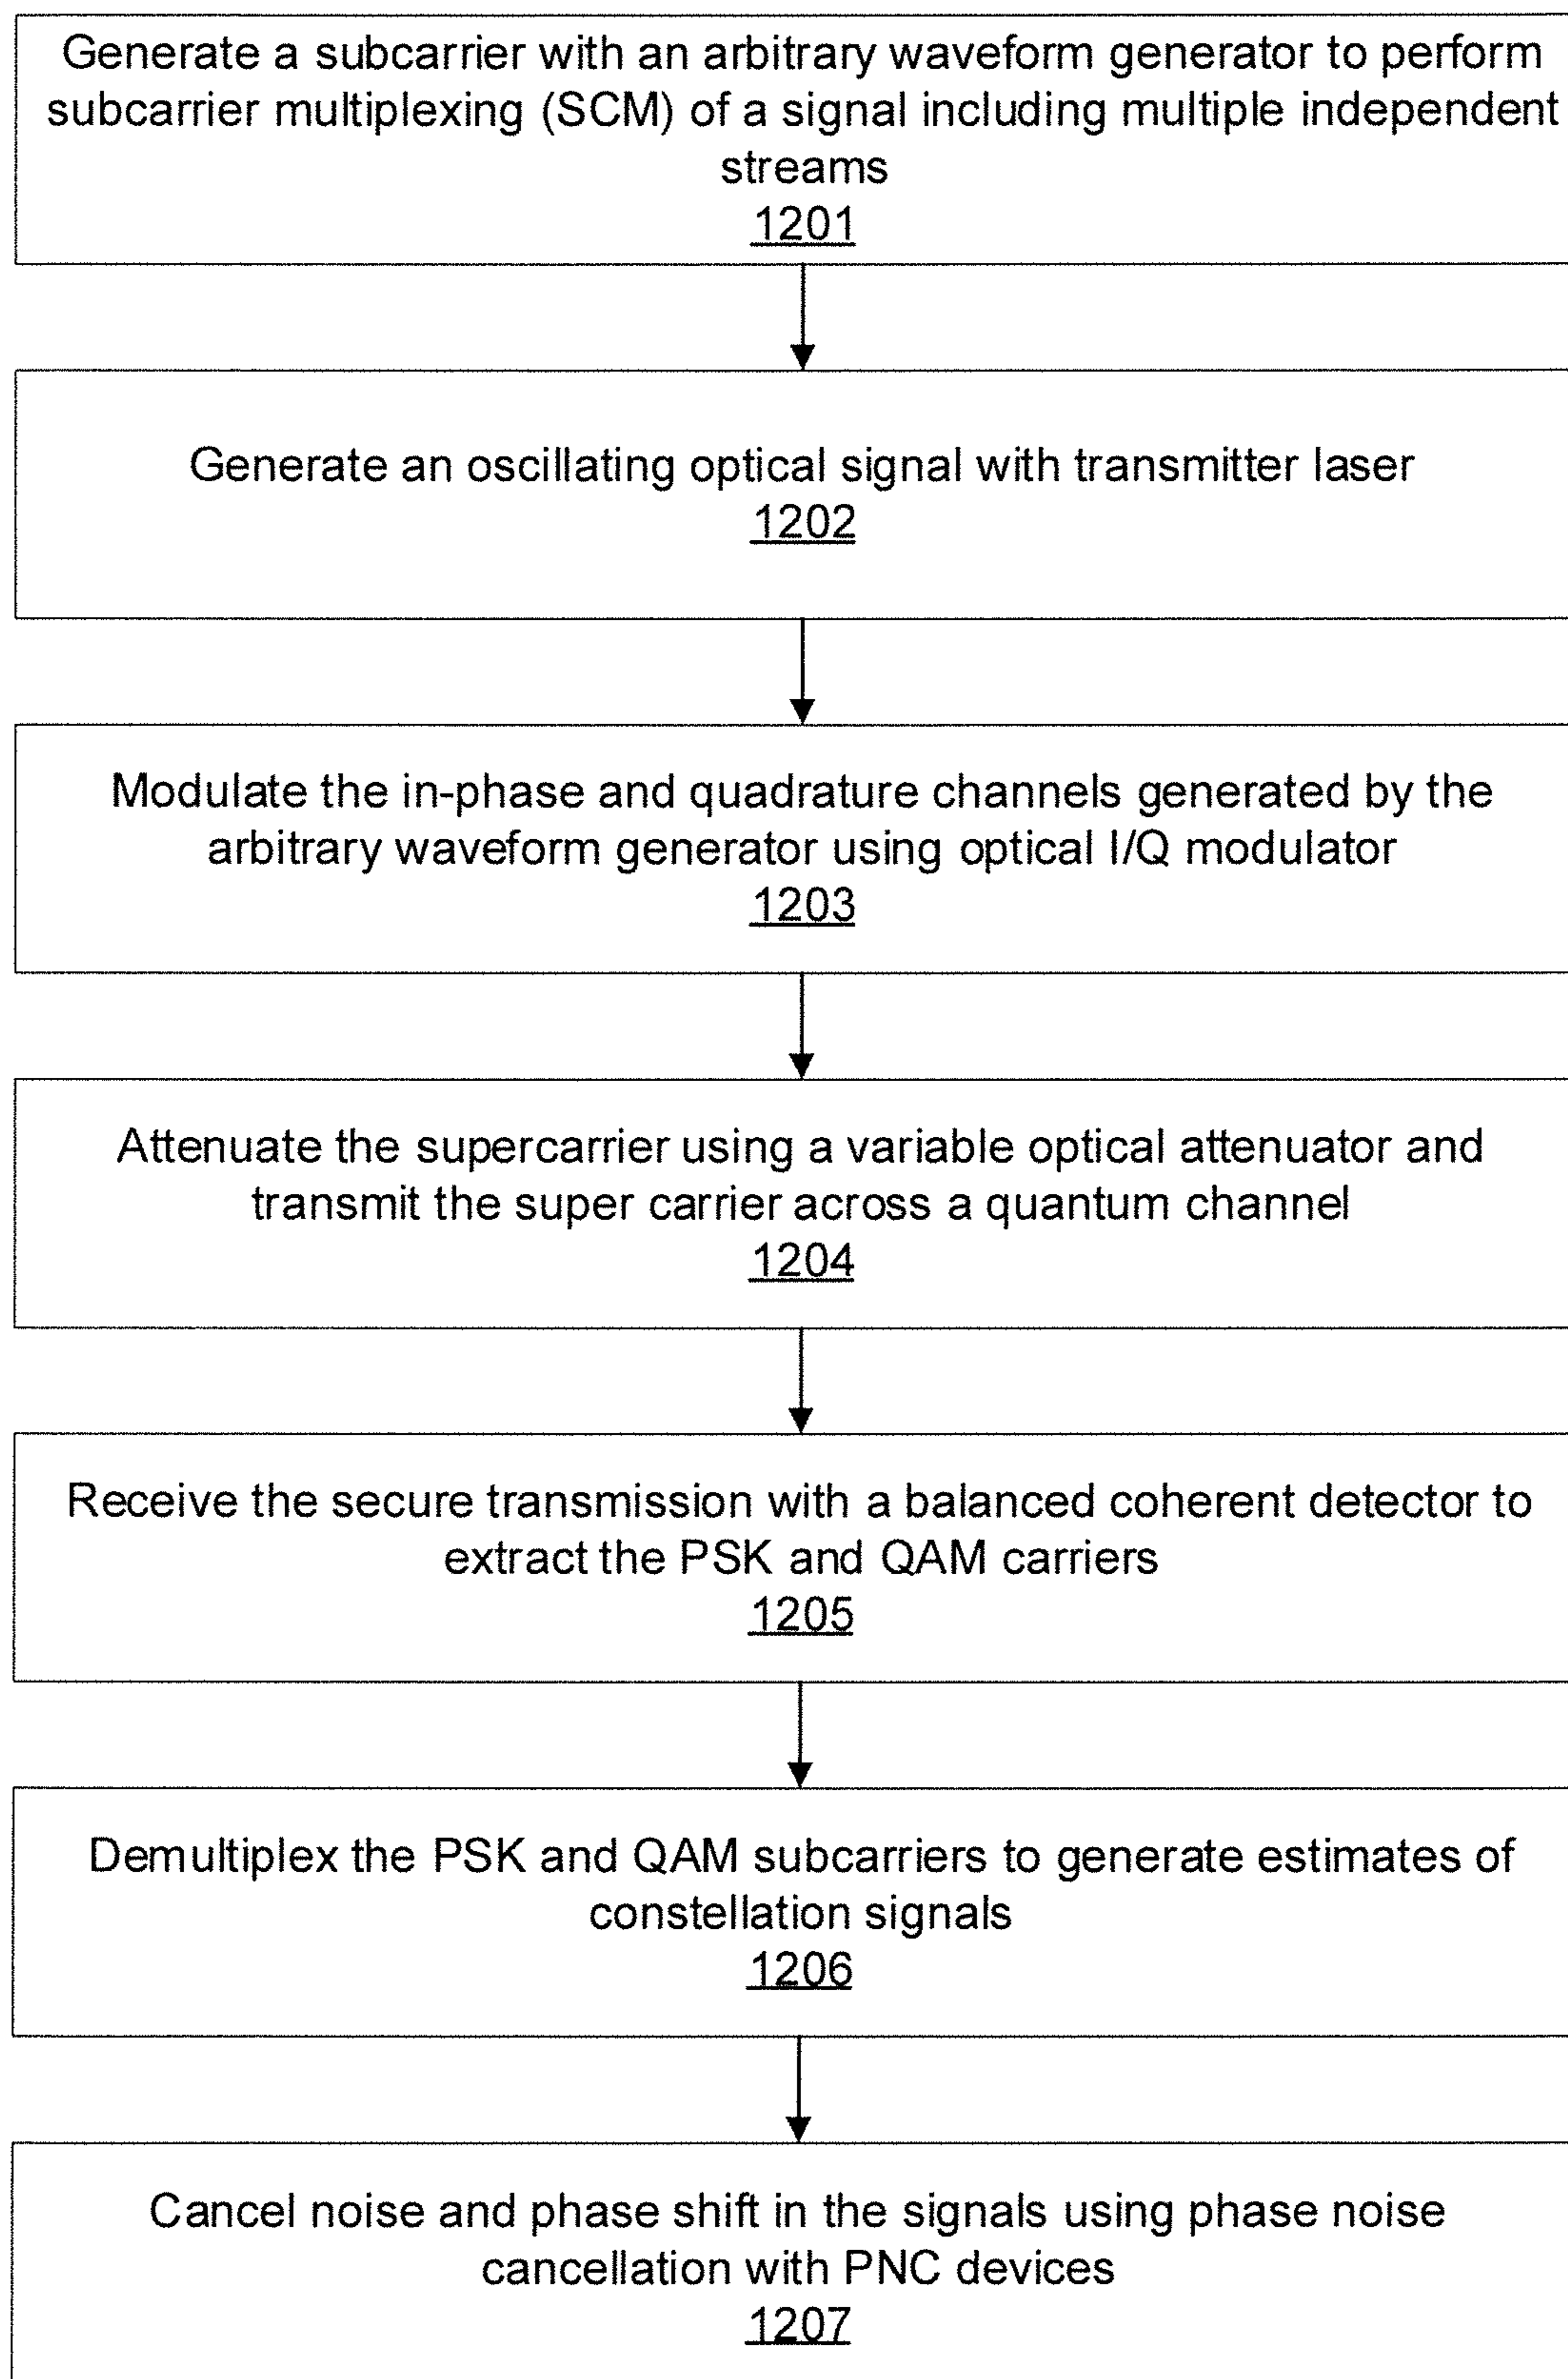 Generate a subcarrier with an arbitrary waveform generator to perform
subcarrier multiplexing (SCM) of a signal including multiple independent
streams
1201
Generate an oscillating optical signal with transmitter laser
1202
Modulate the in-phase and quadrature channels generated by the
arbitrary waveform generator using optical I/Q modulator
1203
Attenuate the supercarrier using a variable optical attenuator and
transmit the super carrier across a quantum channel
1204
Receive the secure transmission with a balanced coherent detector to
extract the PSK and QAM carriers
1205
Demultiplex the PSK and QAM subcarriers to generate estimates of
constellation signals
1206
Cancel noise and phase shift in the signals using phase noise
cancellation with PNC devices
1207